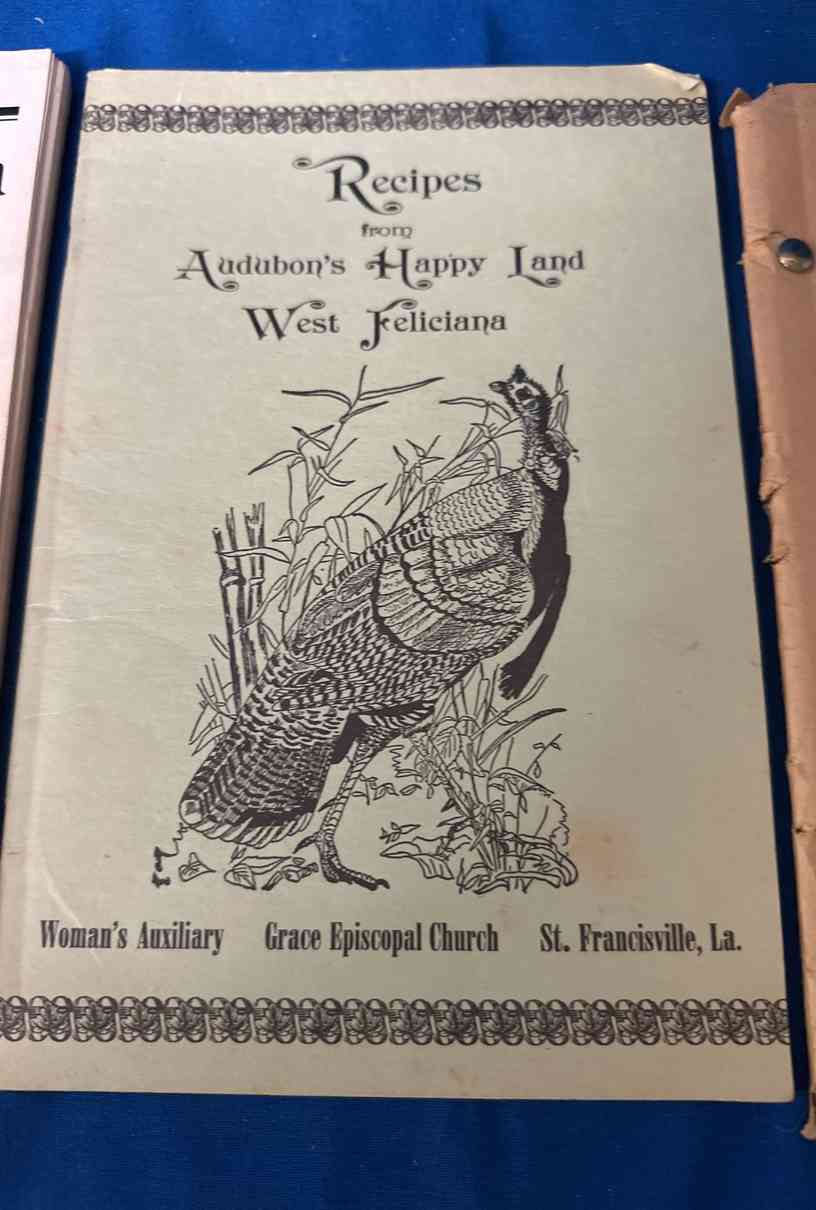 Recipes
from
Audubon's Happy Land
West Feliciana
Woman's Auxiliary Grace Episcopal Church St. Francisville, La.